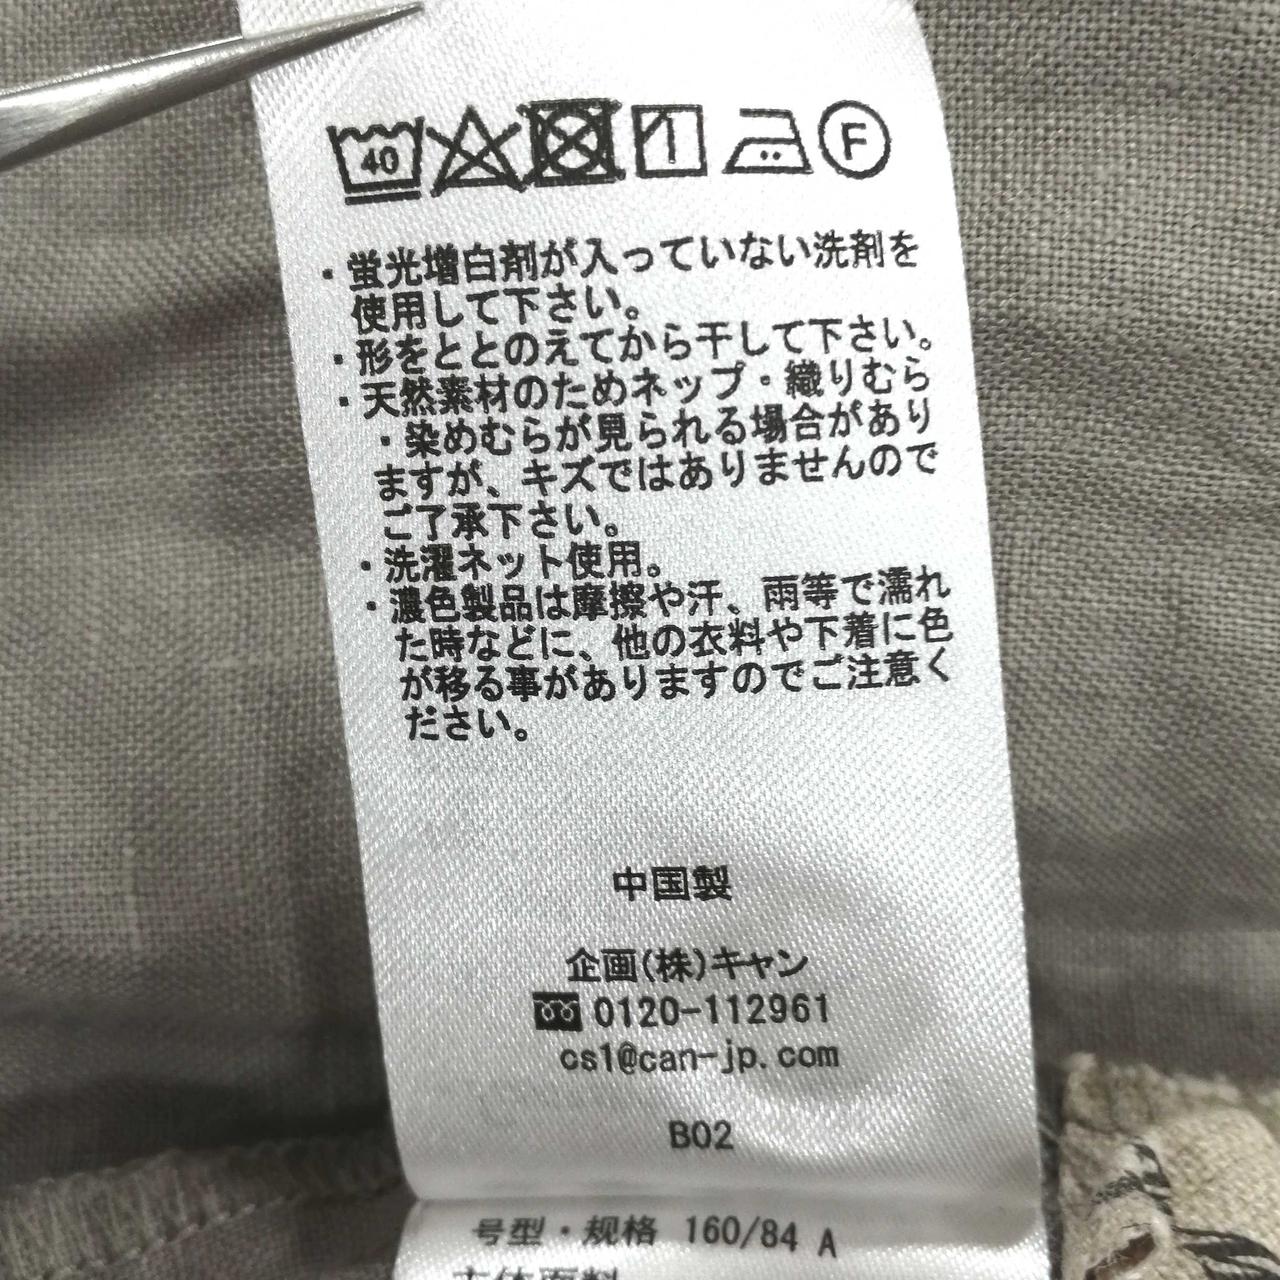 40 F
・蛍光増白剤が入っていない洗剤を
使用して下さい。
・形をととのえてから干して下さい。
・天然素材のためネップ・織りむら
・染めむらが見られる場合があり
ますが、キズではありませんので
ご了承下さい。
・洗濯ネット使用。
・濃色製品は摩擦や汗、雨等で濡れ
た時などに、他の衣料や下着に色
が移る事がありますのでご注意く
ださい。
中国製
企画(株)キャン
0120-112961
cs1@can-jp.com
B02
号型・规格 160/84 A
主体面料